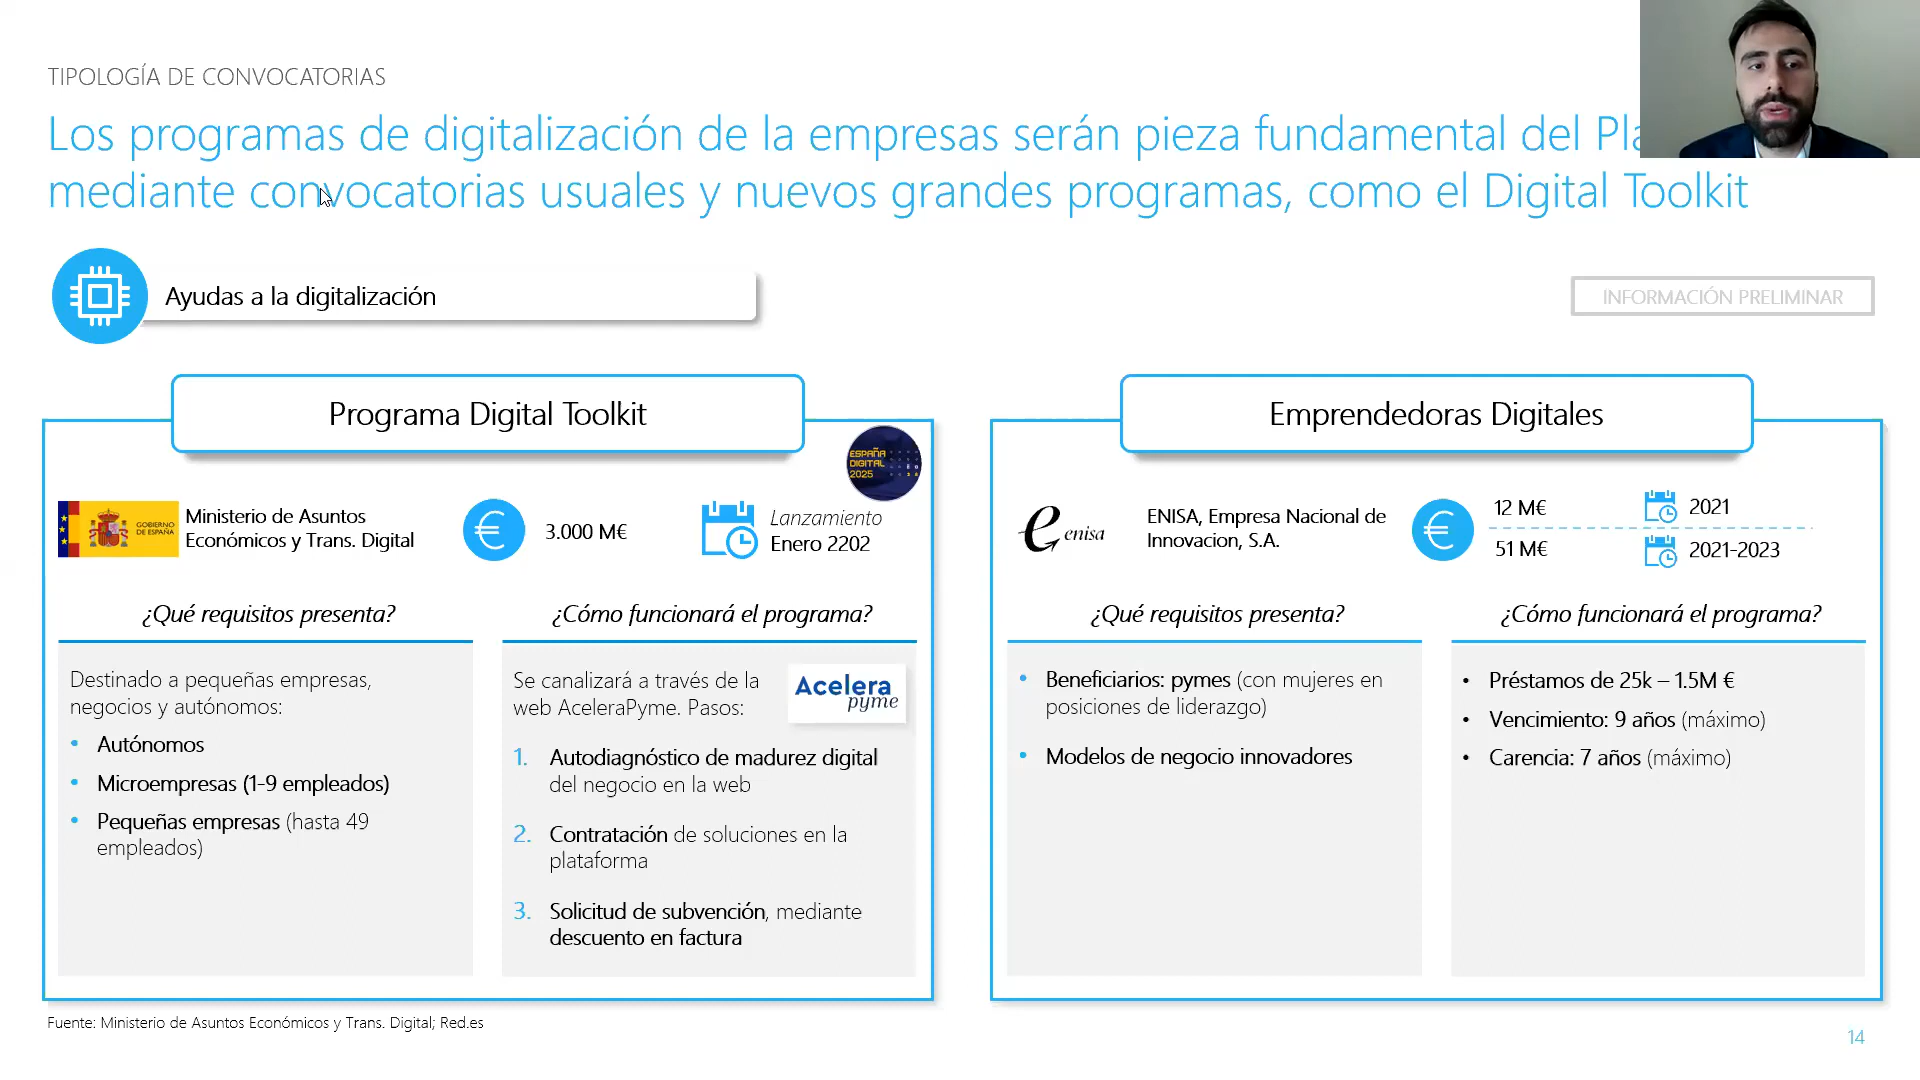 TIPOLOGÍA DE CONVOCATORIAS
Los programas de digitalización de la empresas serán pieza fundamental del
mediante convocatorias usuales y nuevos grandes programas, como el Digital Toolkit
Ayudas a la digitalización
INFORMACIÓN PRELIMINAR
Programa Digital Toolkit
ESPAÑA
DIGITAL
2025
GOBIERNO
DE ESPAÑA
Ministerio de Asuntos
Económicos y Trans. Digital
3.000 M€
Lanzamiento
Enero 2202
¿Qué requisitos presenta?
Destinado a pequeñas empresas,
negocios y autónomos:
• Autónomos
• Microempresas (1-9 empleados)
• Pequeñas empresas (hasta 49
empleados)
¿Cómo funcionará el programa?
Se canalizará a través de la
web AceleraPyme. Pasos:
Acelera
pyme
1. Autodiagnóstico de madurez digital
del negocio en la web
2. Contratación de soluciones en la
plataforma
3. Solicitud de subvención, mediante
descuento en factura
Emprendedoras Digitales
e enisa
ENISA, Empresa Nacional de
Innovacion, S.A.
12 M€
2021
51 M€
2021-2023
¿Qué requisitos presenta?
• Beneficiarios: pymes (con mujeres en
posiciones de liderazgo)
• Modelos de negocio innovadores
¿Cómo funcionará el programa?
• Préstamos de 25k – 1.5M €
• Vencimiento: 9 años (máximo)
• Carencia: 7 años (máximo)
Fuente: Ministerio de Asuntos Económicos y Trans. Digital; Red.es
14